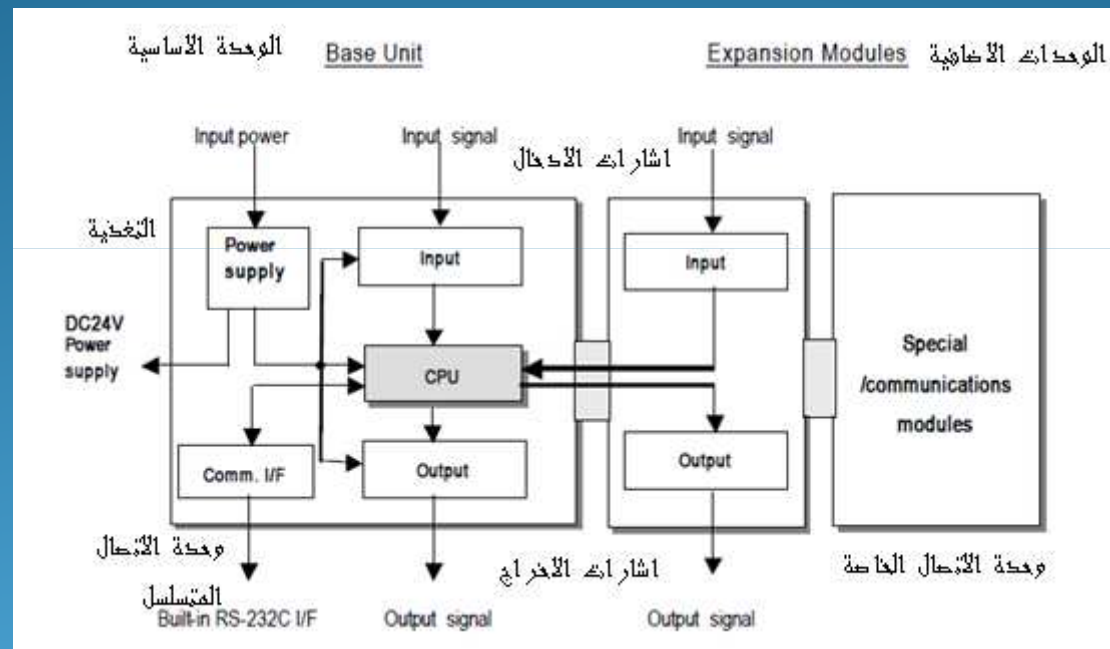 الوحدة الاساسية
Base Unit
Expansion Modules
الوحدات الاضافية
Input power
Input signal
Input signal
اشارات الادخال
التغذية
Power
supply
Input
Input
DC24V
Power
supply
CPU
Special
/communications
modules
Comm. I/F
Output
Output
وحدة الاتصال
المتسلسل
اشارات الاخراج
وحدة الاتصال الخاصة
Built-in RS-232C I/F
Output signal
Output signal